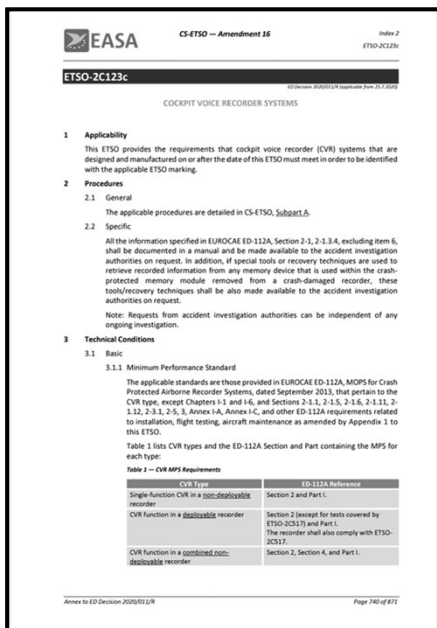 EASA
CS-ETSO — Amendment 16
Index 2
ETSO-2C123c
ETSO-2C123c
ED Decision 2020/011/R (applicable from 25.7.2020)
COCKPIT VOICE RECORDER SYSTEMS
1 Applicability
This ETSO provides the requirements that cockpit voice recorder (CVR) systems that are
designed and manufactured on or after the date of this ETSO must meet in order to be identified
with the applicable ETSO marking.
2 Procedures
2.1 General
The applicable procedures are detailed in CS-ETSO, Subpart A.
2.2 Specific
All the information specified in EUROCAE ED-112A, Section 2-1, 2-1.3.4, excluding item 6,
shall be documented in a manual and be made available to the accident investigation
authorities on request. In addition, if special tools or recovery techniques are used to
retrieve recorded information from any memory device that is used within the crash-
protected memory module removed from a crash-damaged recorder, these
tools/recovery techniques shall be also made available to the accident investigation
authorities on request.
Note: Requests from accident investigation authorities can be independent of any
ongoing investigation.
3 Technical Conditions
3.1 Basic
3.1.1 Minimum Performance Standard
The applicable standards are those provided in EUROCAE ED-112A, MOPS for Crash
Protected Airborne Recorder Systems, dated September 2013, that pertain to the
CVR type, except Chapters I-1 and I-6, and Sections 2-1.1, 2-1.5, 2-1.6, 2-1.11, 2-
1.12, 2-3.1, 2-5, 3, Annex I-A, Annex I-C, and other ED-112A requirements related
to installation, flight testing, aircraft maintenance as amended by Appendix 1 to
this ETSO.
Table 1 lists CVR types and the ED-112A Section and Part containing the MPS for
each type:
Table 1 — CVR MPS Requirements
CVR Type ED-112A Reference
Single-function CVR in a non-deployable Section 2 and Part I.
recorder
CVR function in a deployable recorder Section 2 (except for tests covered by
ETSO-2C517) and Part I.
The recorder shall also comply with ETSO-
2C517.
CVR function in a combined non- Section 2, Section 4, and Part I.
deployable recorder
Annex to ED Decision 2020/011/R
Page 740 of 871